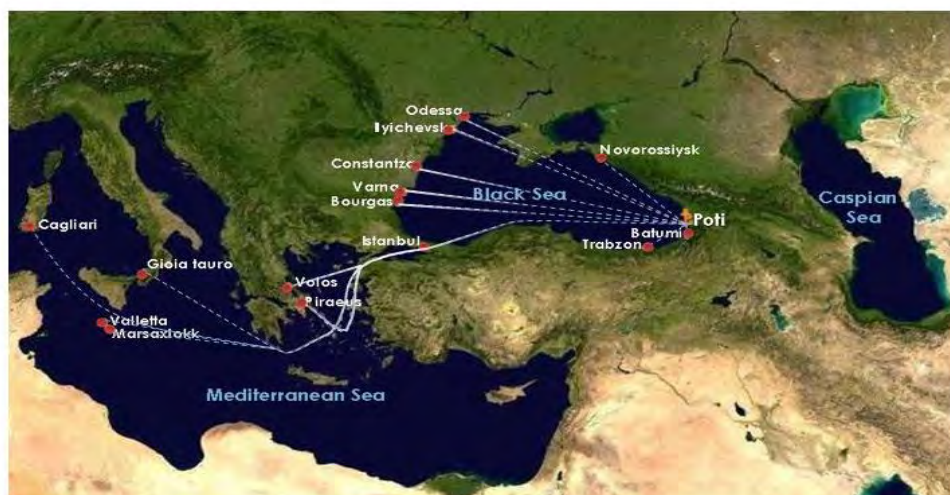 Odessa
Ilyichevsk
Novorossiysk
Constantza
Varna
Black Sea
Bourgas
Caspian
Sea
Poti
Cagliari
Batumi
Istanbul
Trabzon
Gioia tauro
Volos
Piraeus
Valletta
Marsaxlokk
Mediterranean Sea